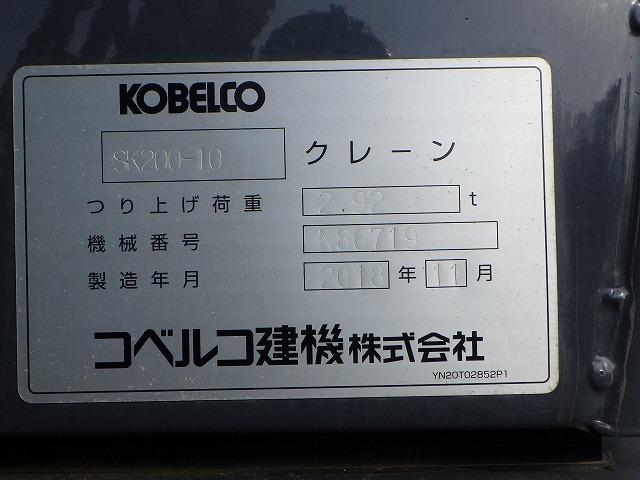 KOBELCO
SK200-10 クレーン
つり上げ荷重 2.92 t
機械番号
製造年月 2018 年 11 月
コベルコ建機株式会社
YN20T02852P1